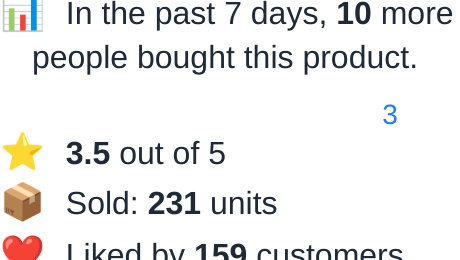 In the past 7 days, 10 more
people bought this product.
3
3.5 out of 5
Sold: 231 units
Liked by 159 customers